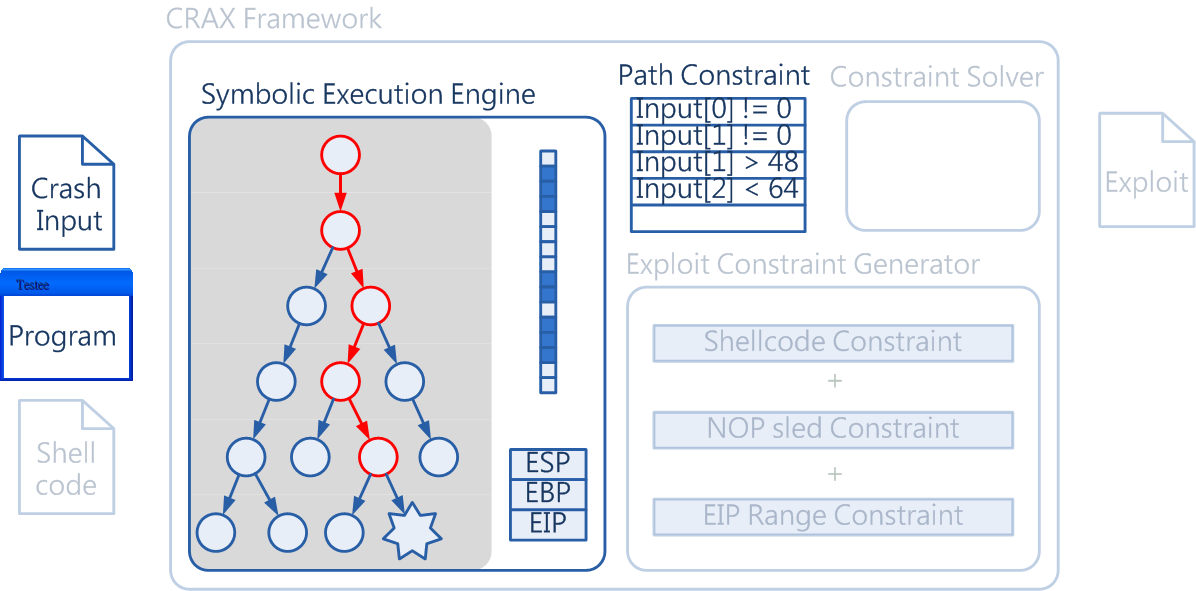 CRAX Framework
Symbolic Execution Engine
Path Constraint
Constraint Solver
Input[0] != 0
Input[1] != 0
Input[1] > 48
Input[2] < 64
Crash
Input
Testee
Program
Shell
code
ESP
EBP
EIP
Exploit Constraint Generator
Shellcode Constraint
+
NOP sled Constraint
+
EIP Range Constraint
Exploit